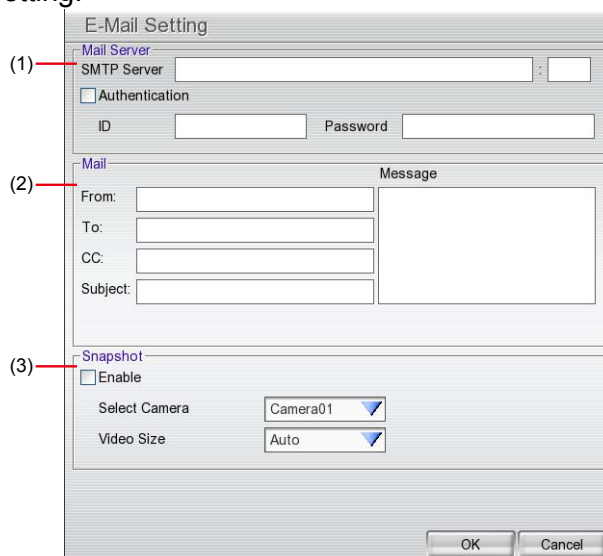 E-Mail Setting
Mail Server
(1)
SMTP Server :
Authentication
ID Password
Mail
Message
(2)
From:
To:
CC:
Subject:
Snapshot
(3)
Enable
Select Camera Camera01
Video Size Auto
OK Cancel